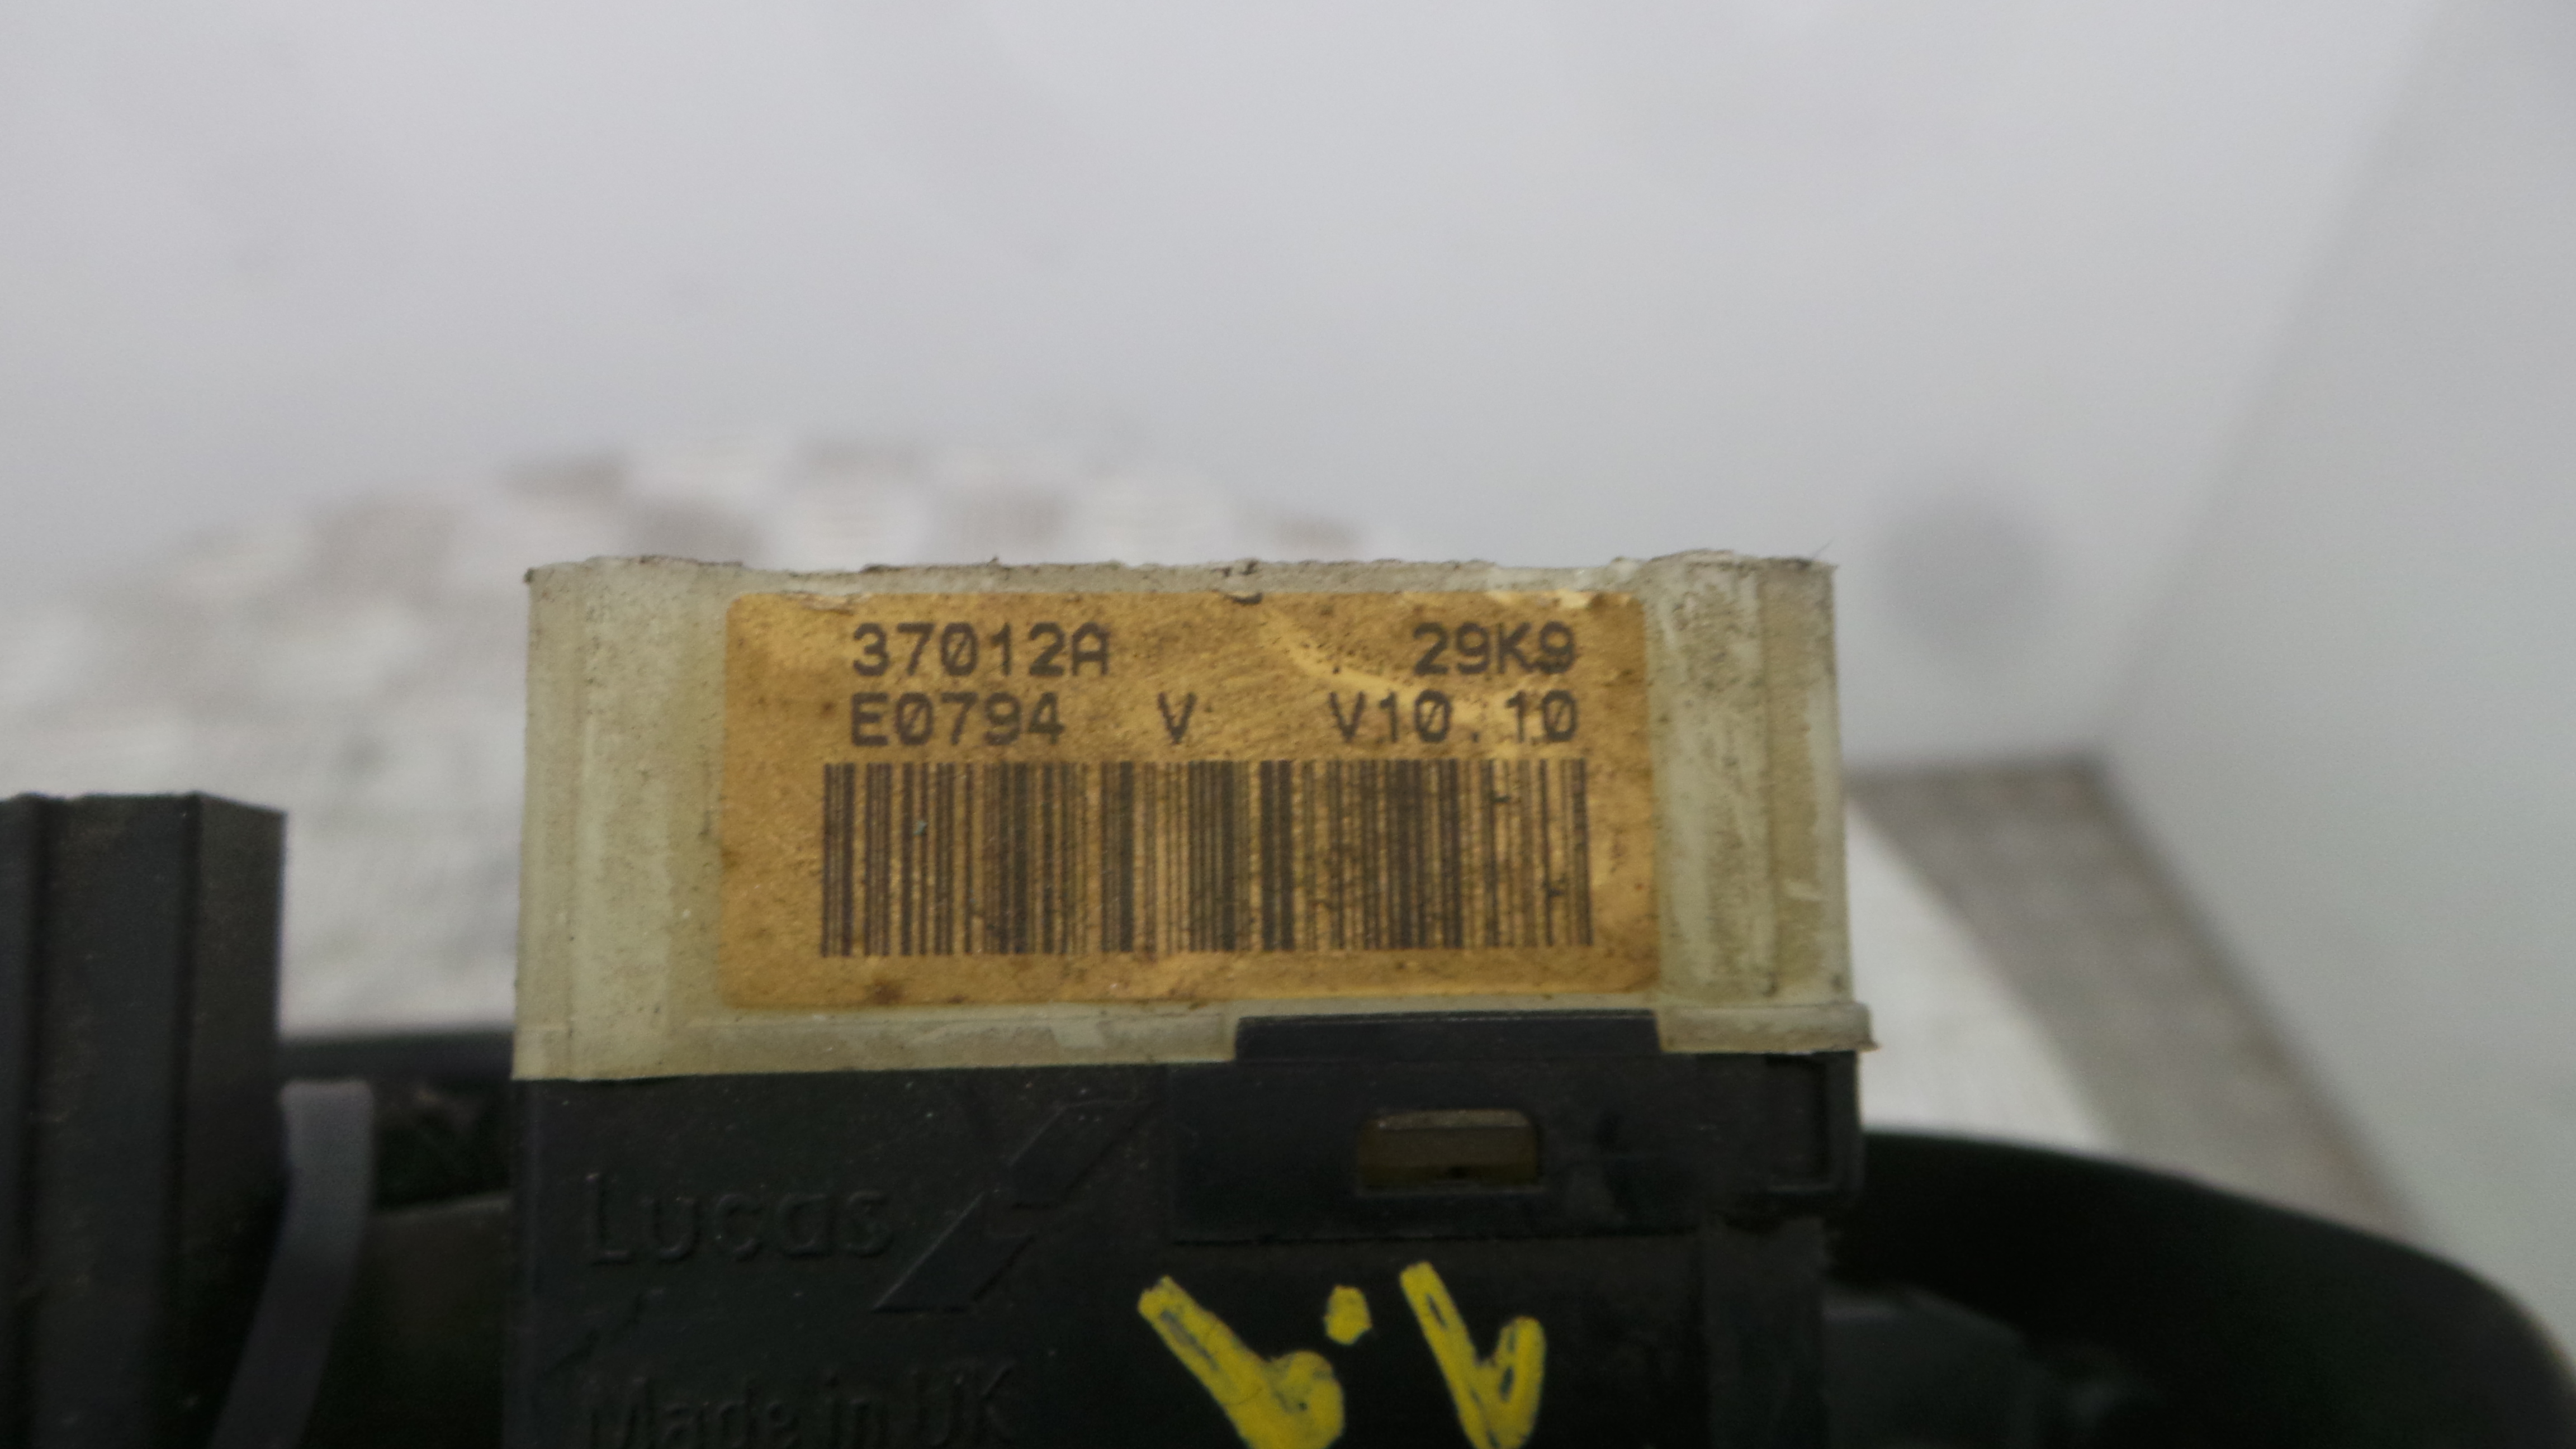 37012A 29K9
E0794 V V10.10
Lucas
Made in UK